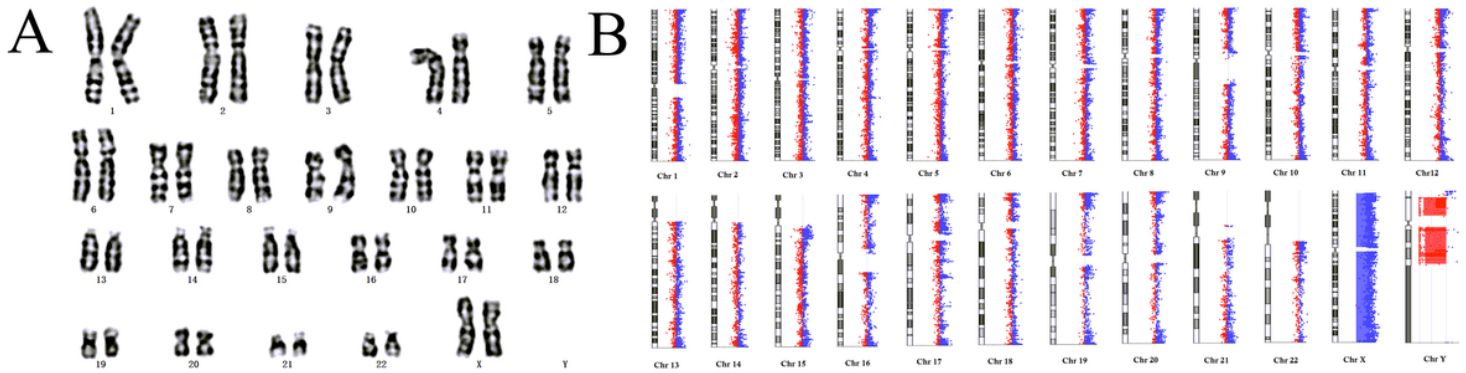 A
B
1 2 3 4 5
6 7 8 9 10 11 12
13 14 15 16 17 18
19 20 21 22 X Y
Chr 1 Chr 2 Chr 3 Chr 4 Chr 5 Chr 6 Chr 7 Chr 8 Chr 9 Chr 10 Chr 11 Chr12
Chr 13 Chr 14 Chr 15 Chr 16 Chr 17 Chr 18 Chr 19 Chr 20 Chr 21 Chr 22 Chr X Chr Y